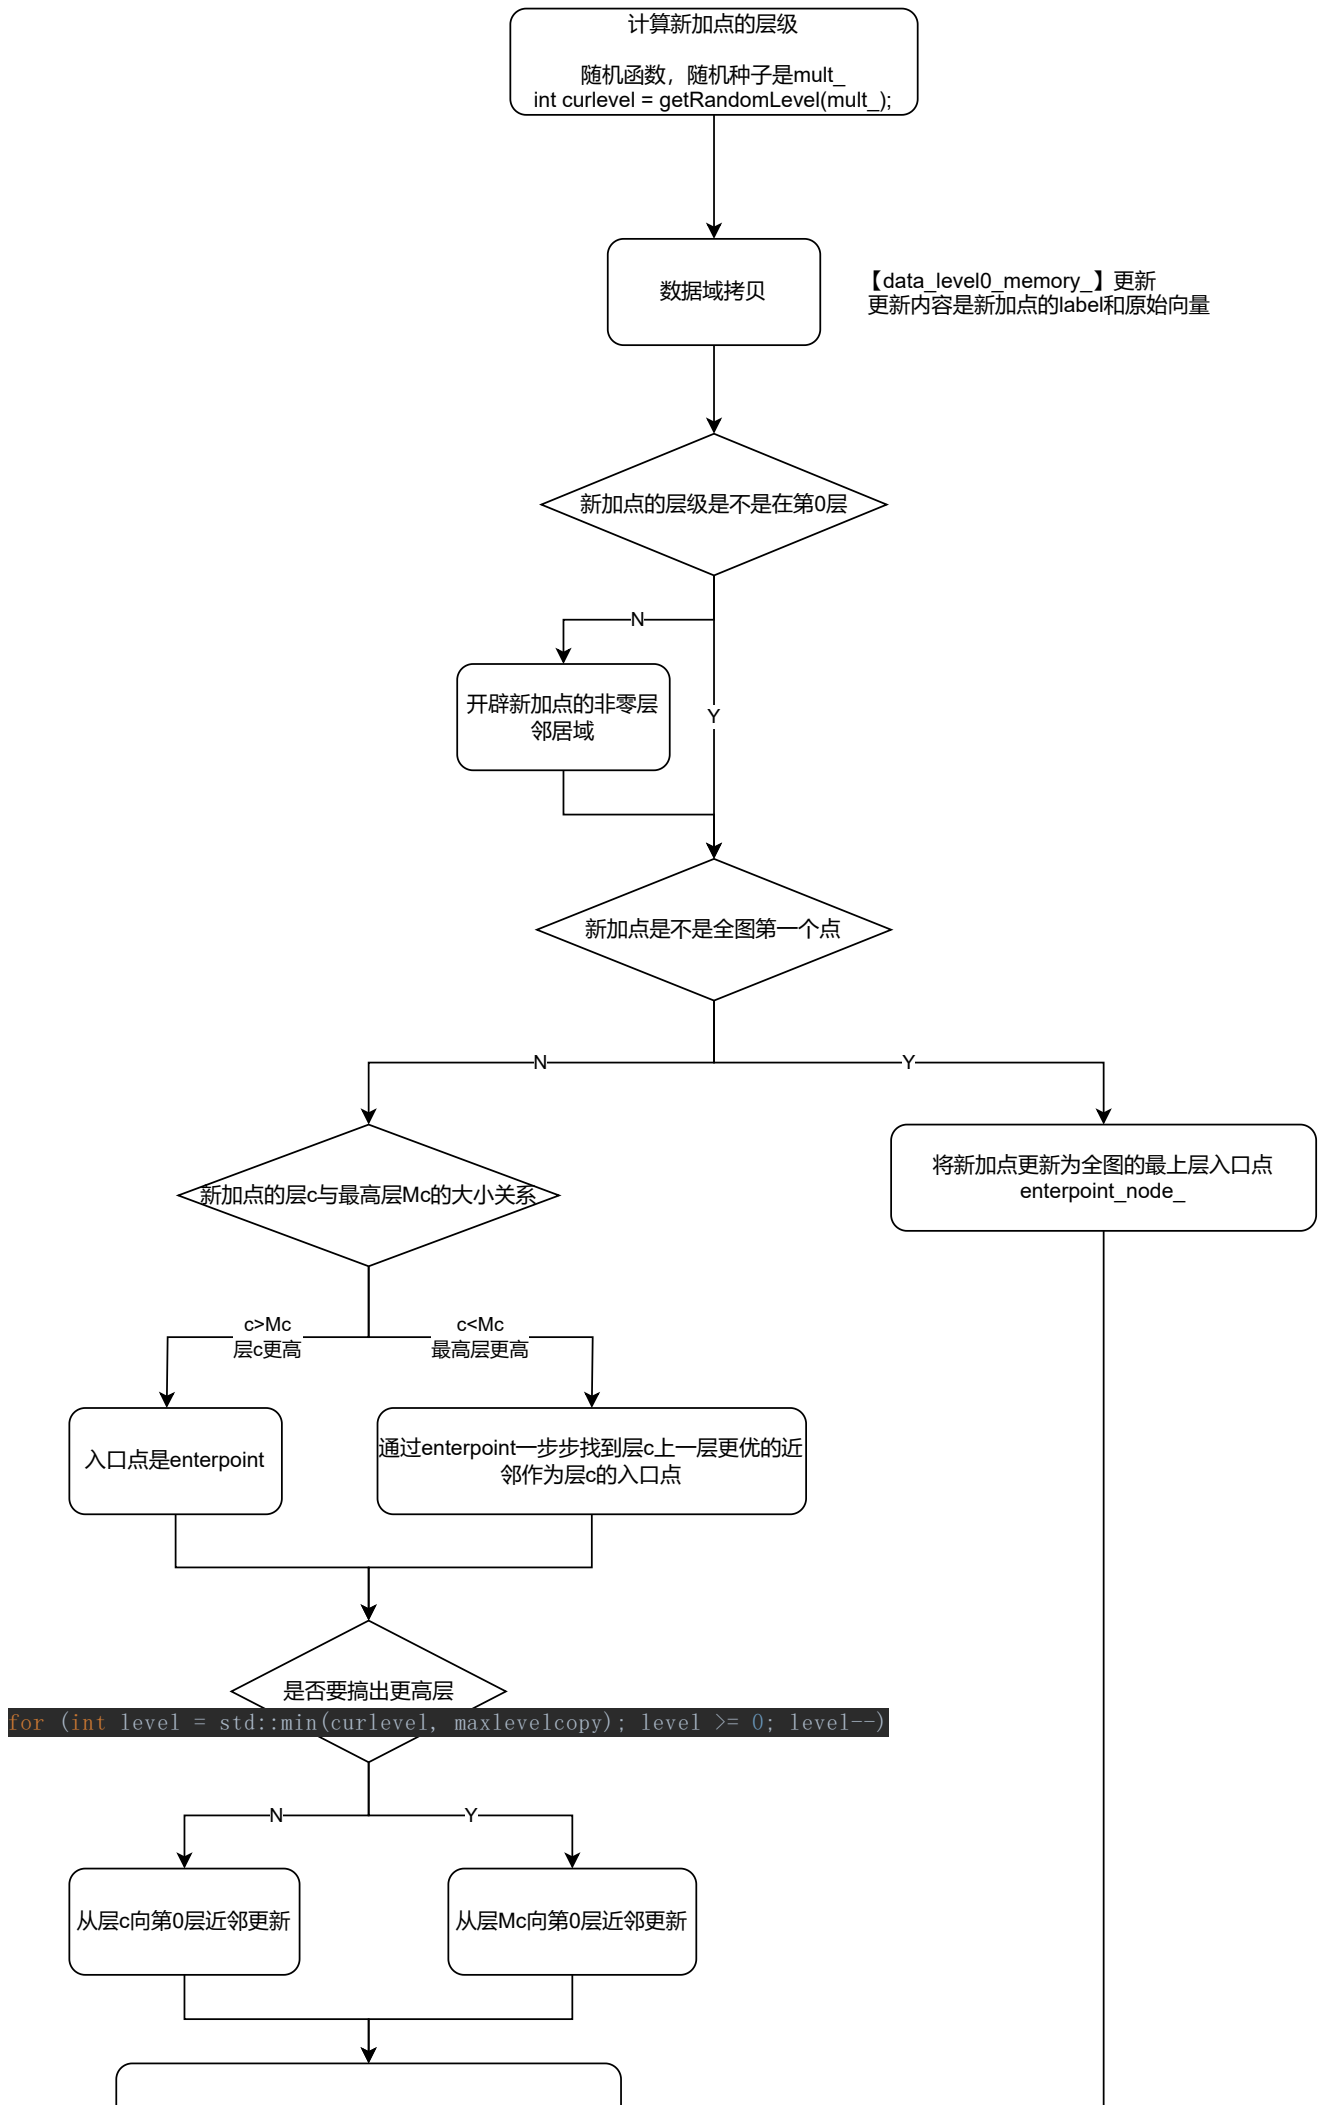 计算新加点的层级
随机函数，随机种子是mult_
int curlevel = getRandomLevel(mult_);
数据域拷贝
【data_level0_memory_】更新
更新内容是新加点的label和原始向量
新加点的层级是不是在第0层
N
开辟新加点的非零层
邻居域
Y
新加点是不是全图第一个点
N
Y
新加点的层c与最高层Mc的大小关系
将新加点更新为全图的最上层入口点
enterpoint_node_
c>Mc
层c更高
c<Mc
最高层更高
入口点是enterpoint
通过enterpoint一步步找到层c上一层更优的近
邻作为层c的入口点
是否要搞出更高层
for (int level = std::min(curlevel, maxlevelcopy); level >= 0; level--)
N
Y
从层c向第0层近邻更新
从层Mc向第0层近邻更新